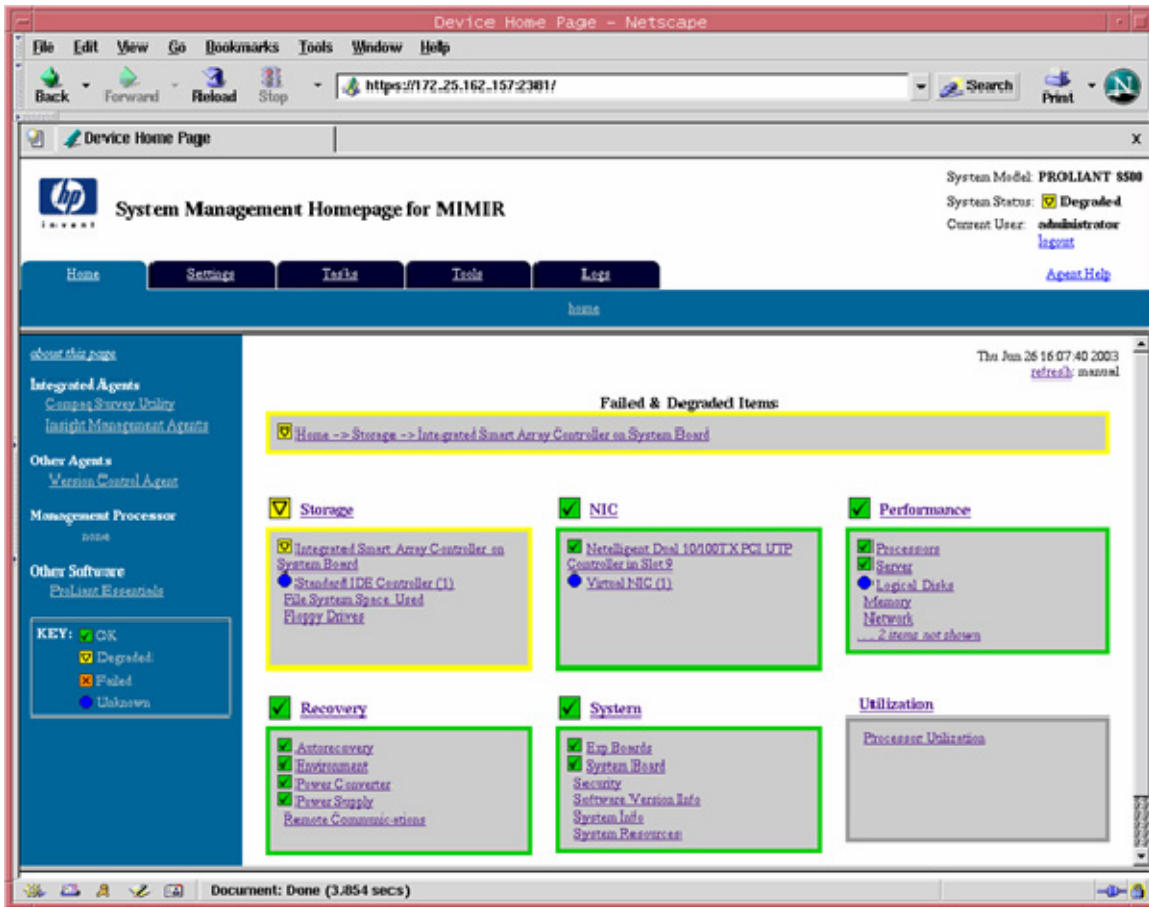 Device Home Page - Netscape
File Edit View Go Bookmarks Tools Window Help
Back Forward Reload Stop https://172.25.162.157:2381/ Search Print N
Device Home Page X
hp
invent
System Management Homepage for MIMIR
System Model: PROLIANT 8500
System Status: Degraded
Current User: administrator
logout
Home Settings Tasks Tools Logs
Agent Help
home
about this page
Integrated Agents
Compaq Survey Utility
Insight Management Agents
Other Agents
Version Control Agent
Management Processor
none
Other Software
ProLiant Essentials
KEY: OK
Degraded
Failed
Unknown
Thu Jun 26 16:07:40 2003
refresh: manual
Failed & Degraded Items:
Home -> Storage -> Integrated Smart Array Controller on System Board
Storage
Integrated Smart Array Controller on
System Board
Standard IDE Controller (1)
File System Space Used
Floppy Drives
NIC
Netelligent Dual 10/100TX PCI UTP
Controller in Slot 9
Virtual NIC (1)
Performance
Processors
Server
Logical Disks
Memory
Network
.... 2 items not shown
Recovery
Autorecovery
Environment
Power Converter
Power Supply
Remote Communications
System
Exp Boards
System Board
Security
Software Version Info
System Info
System Resources
Utilization
Processor Utilization
Document: Done (3.854 secs)